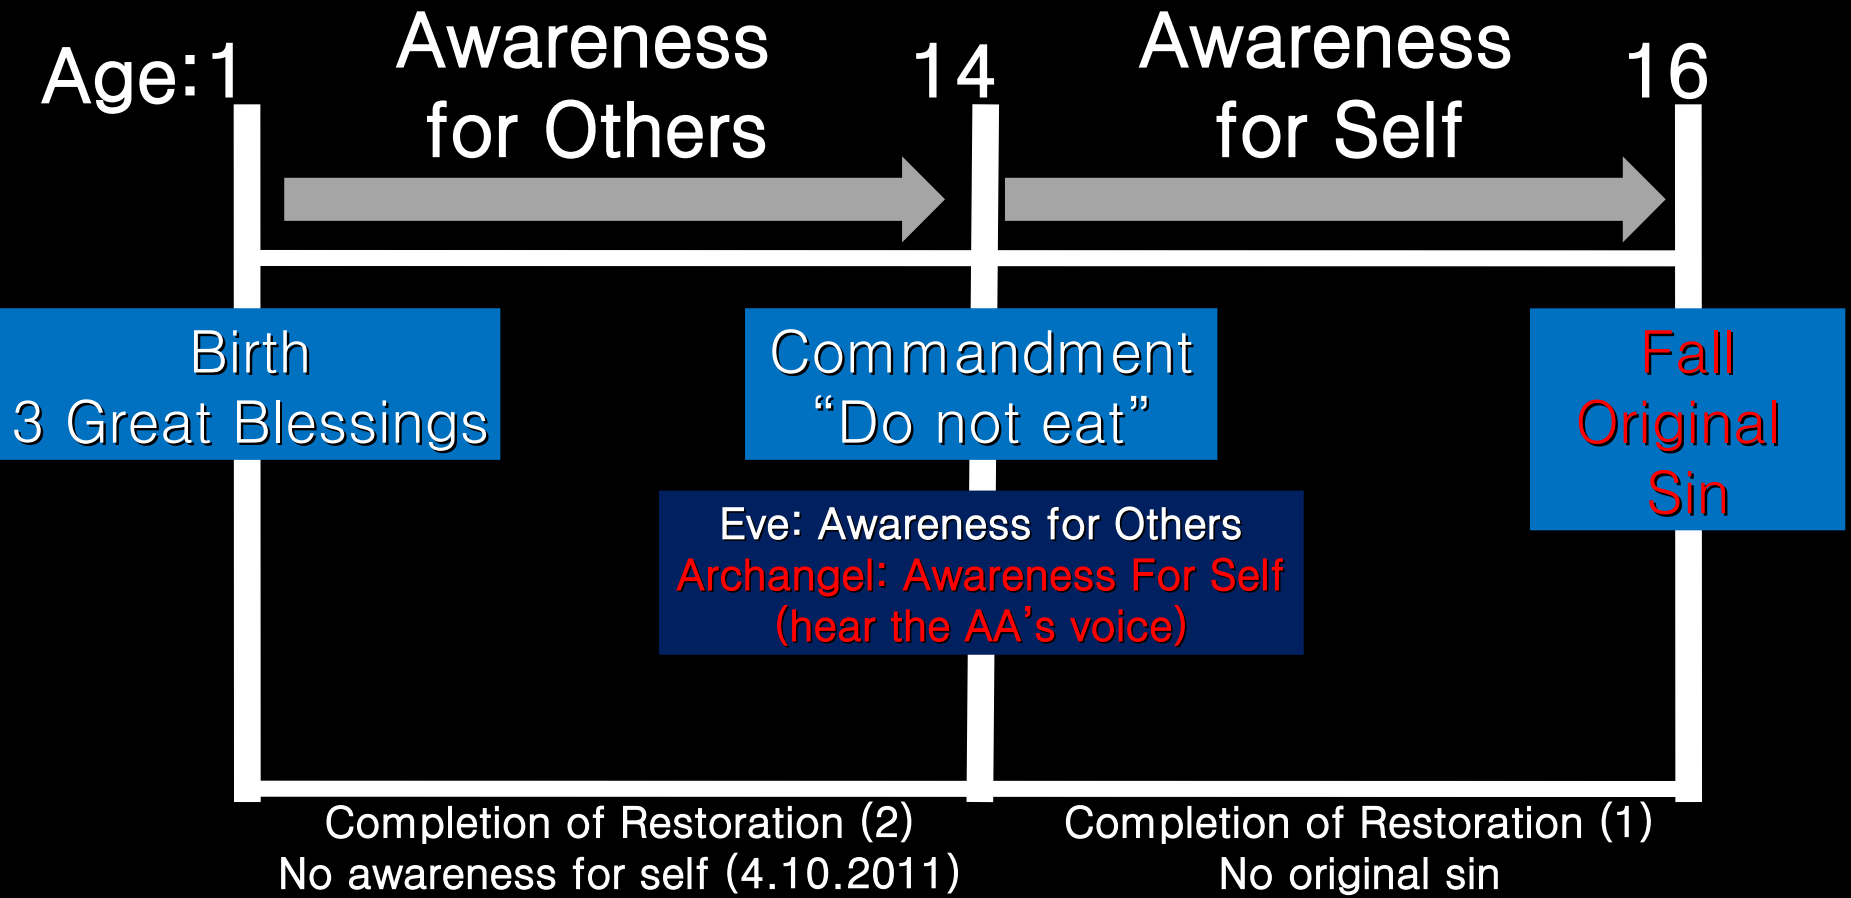 Age:1
Awareness
for Others
14
Awareness
for Self
16
Birth
3 Great Blessings
Commandment
“Do not eat”
Fall
Original
Sin
Eve: Awareness for Others
Archangel: Awareness For Self
(hear the AA’s voice)
Completion of Restoration (2)
No awareness for self (4.10.2011)
Completion of Restoration (1)
No original sin